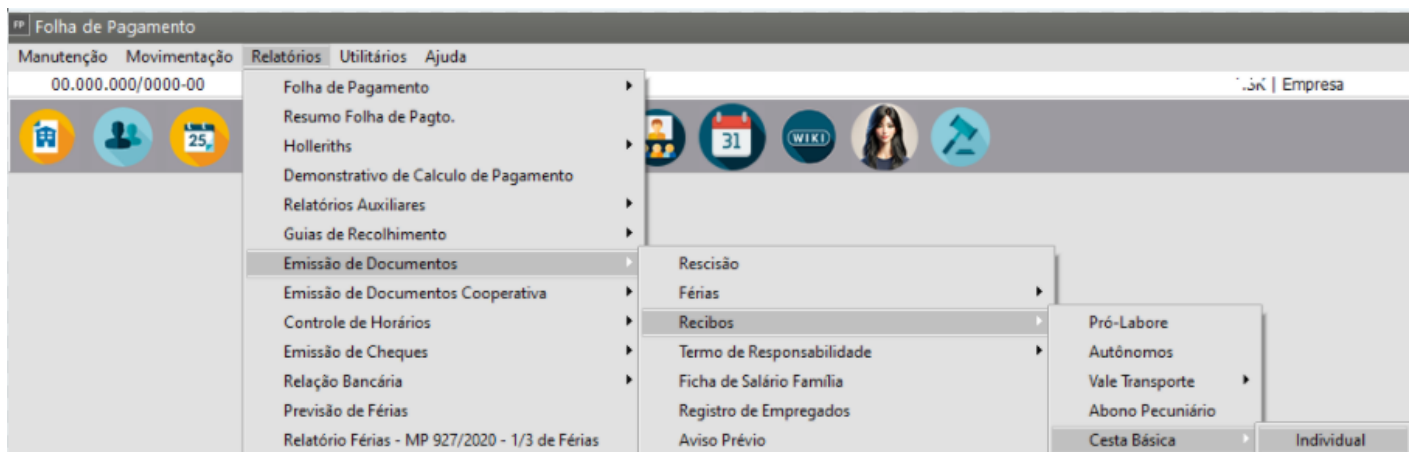 FP Folha de Pagamento
Manutenção Movimentação Relatórios Utilitários Ajuda
00.000.000/0000-00
| Empresa
25
31
WIKI
Folha de Pagamento
Resumo Folha de Pagto.
Holleriths
Demonstrativo de Calculo de Pagamento
Relatórios Auxiliares
Guias de Recolhimento
Emissão de Documentos
Emissão de Documentos Cooperativa
Controle de Horários
Emissão de Cheques
Relação Bancária
Previsão de Férias
Relatório Férias - MP 927/2020 - 1/3 de Férias
Rescisão
Férias
Recibos
Termo de Responsabilidade
Ficha de Salário Família
Registro de Empregados
Aviso Prévio
Pró-Labore
Autônomos
Vale Transporte
Abono Pecuniário
Cesta Básica
Individual